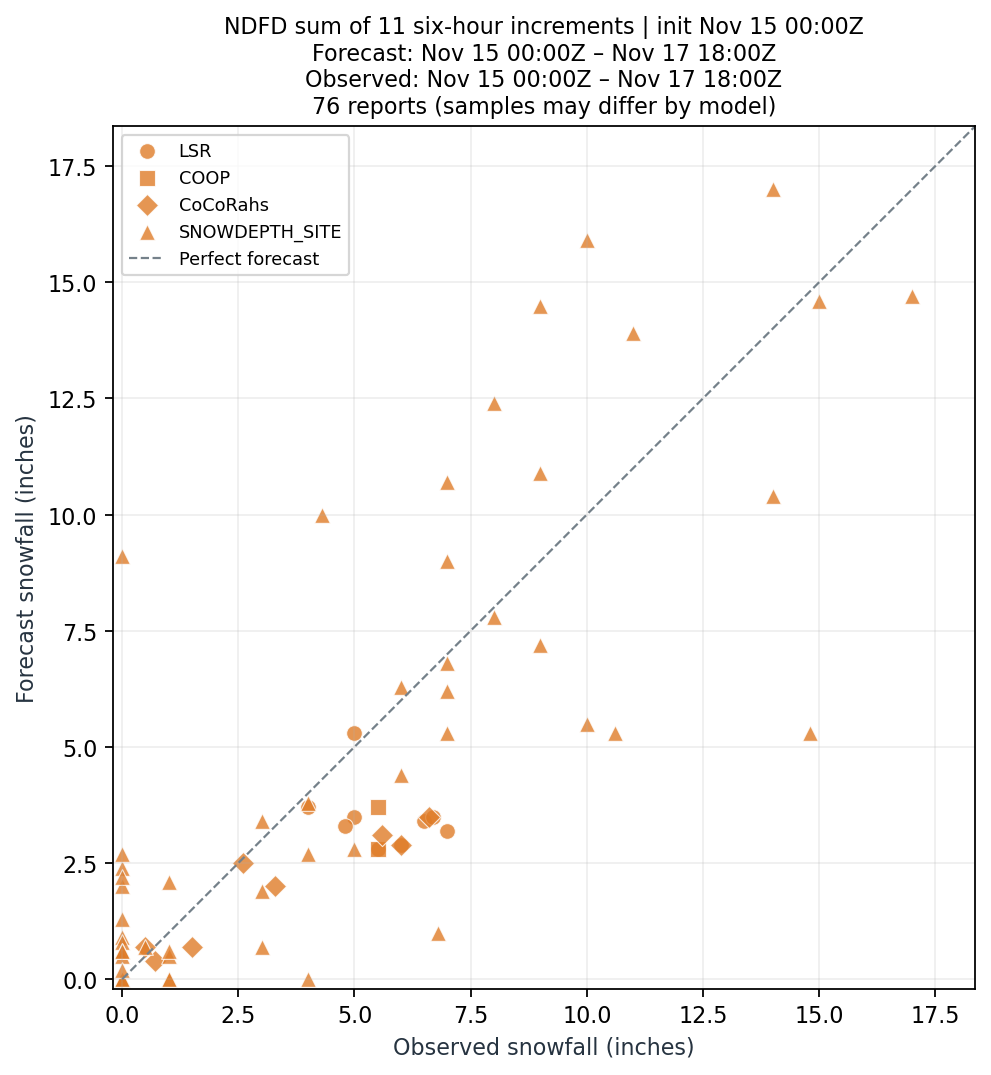 NDFD sum of 11 six-hour increments | init Nov 15 00:00Z
Forecast: Nov 15 00:00Z – Nov 17 18:00Z
Observed: Nov 15 00:00Z – Nov 17 18:00Z
76 reports (samples may differ by model)
LSR
COOP
CoCoRahs
SNOWDEPTH_SITE
Perfect forecast
Forecast snowfall (inches)
17.5
15.0
12.5
10.0
7.5
5.0
2.5
0.0
0.0 2.5 5.0 7.5 10.0 12.5 15.0 17.5
Observed snowfall (inches)